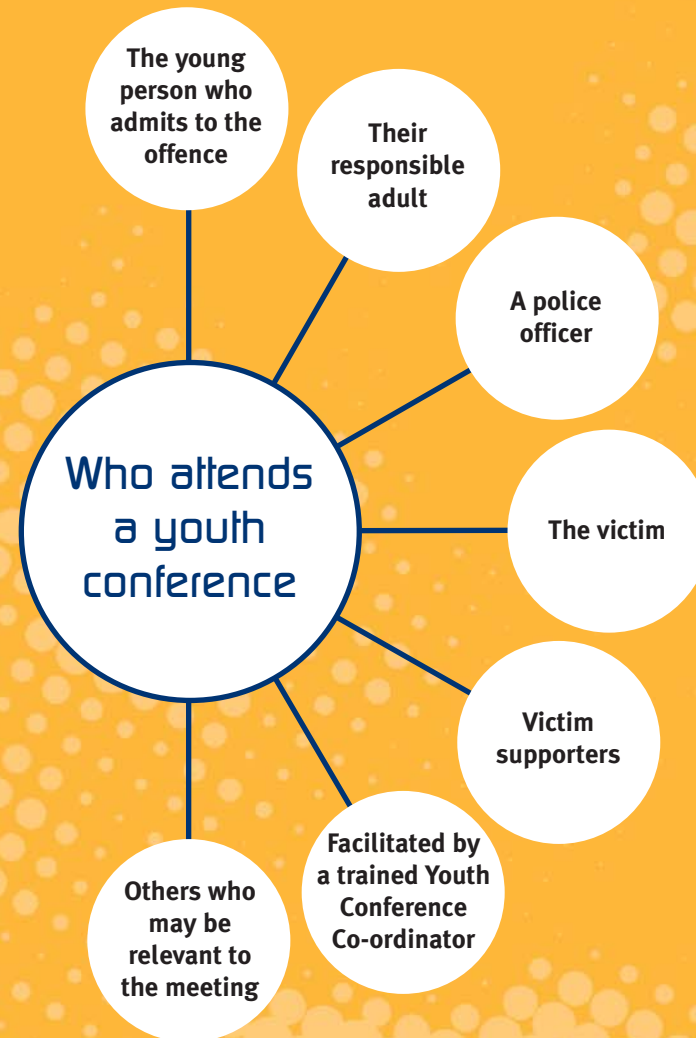 The young
person who
admits to the
offence
Their
responsible
adult
A police
officer
Who attends
a youth
conference
The victim
Victim
supporters
Facilitated by
a trained Youth
Conference
Co-ordinator
Others who
may be
relevant to
the meeting